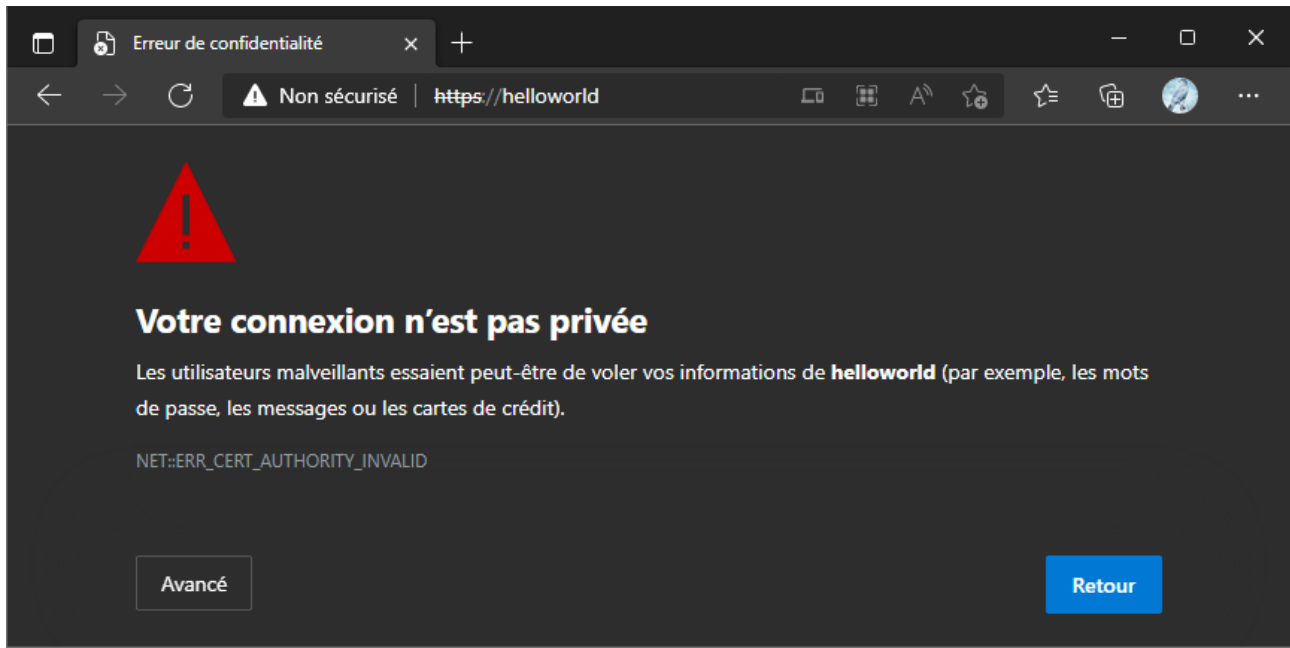 Erreur de confidentialité
Non sécurisé
https://helloworld
Votre connexion n’est pas privée
Les utilisateurs malveillants essaient peut-être de voler vos informations de helloworld (par exemple, les mots
de passe, les messages ou les cartes de crédit).
NET::ERR_CERT_AUTHORITY_INVALID
Avancé
Retour